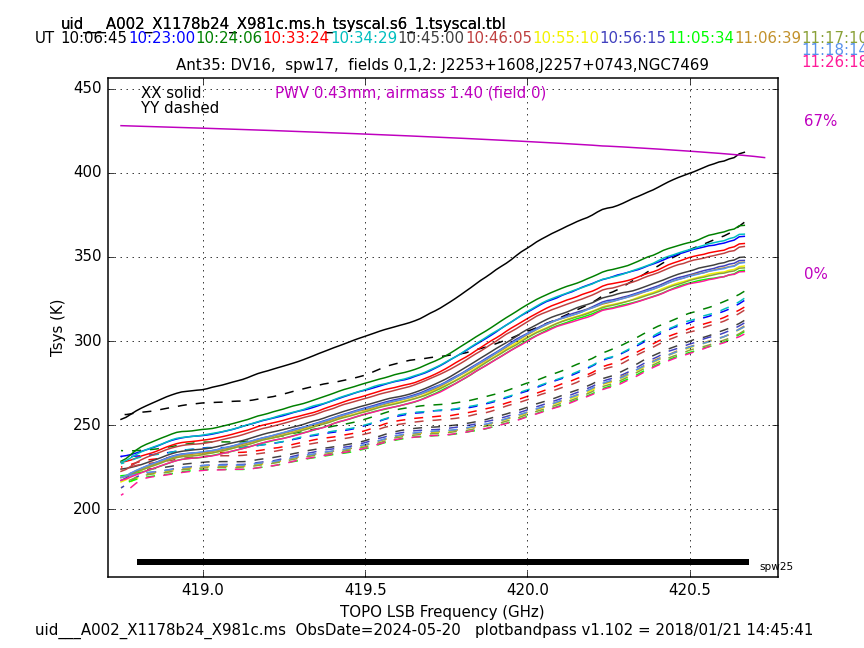 uid___A002_X1178b24_X981c.ms.h_tsyscal.s6_1.tsyscal.tbl
UT 10:06:45 10:23:00 10:24:06 10:33:24 10:34:29 10:45:00 10:46:05 10:55:10 10:56:15 11:05:34 11:06:39 11:17:10
11:18:14
11:26:18
Ant35: DV16,  spw17,  fields 0,1,2: J2253+1608,J2257+0743,NGC7469
XX solid
YY dashed
PWV 0.43mm, airmass 1.40 (field 0)
67%
0%
450
400
350
300
250
200
Tsys (K)
spw25
419.0 419.5 420.0 420.5
TOPO LSB Frequency (GHz)
uid___A002_X1178b24_X981c.ms  ObsDate=2024-05-20   plotbandpass v1.102 = 2018/01/21 14:45:41